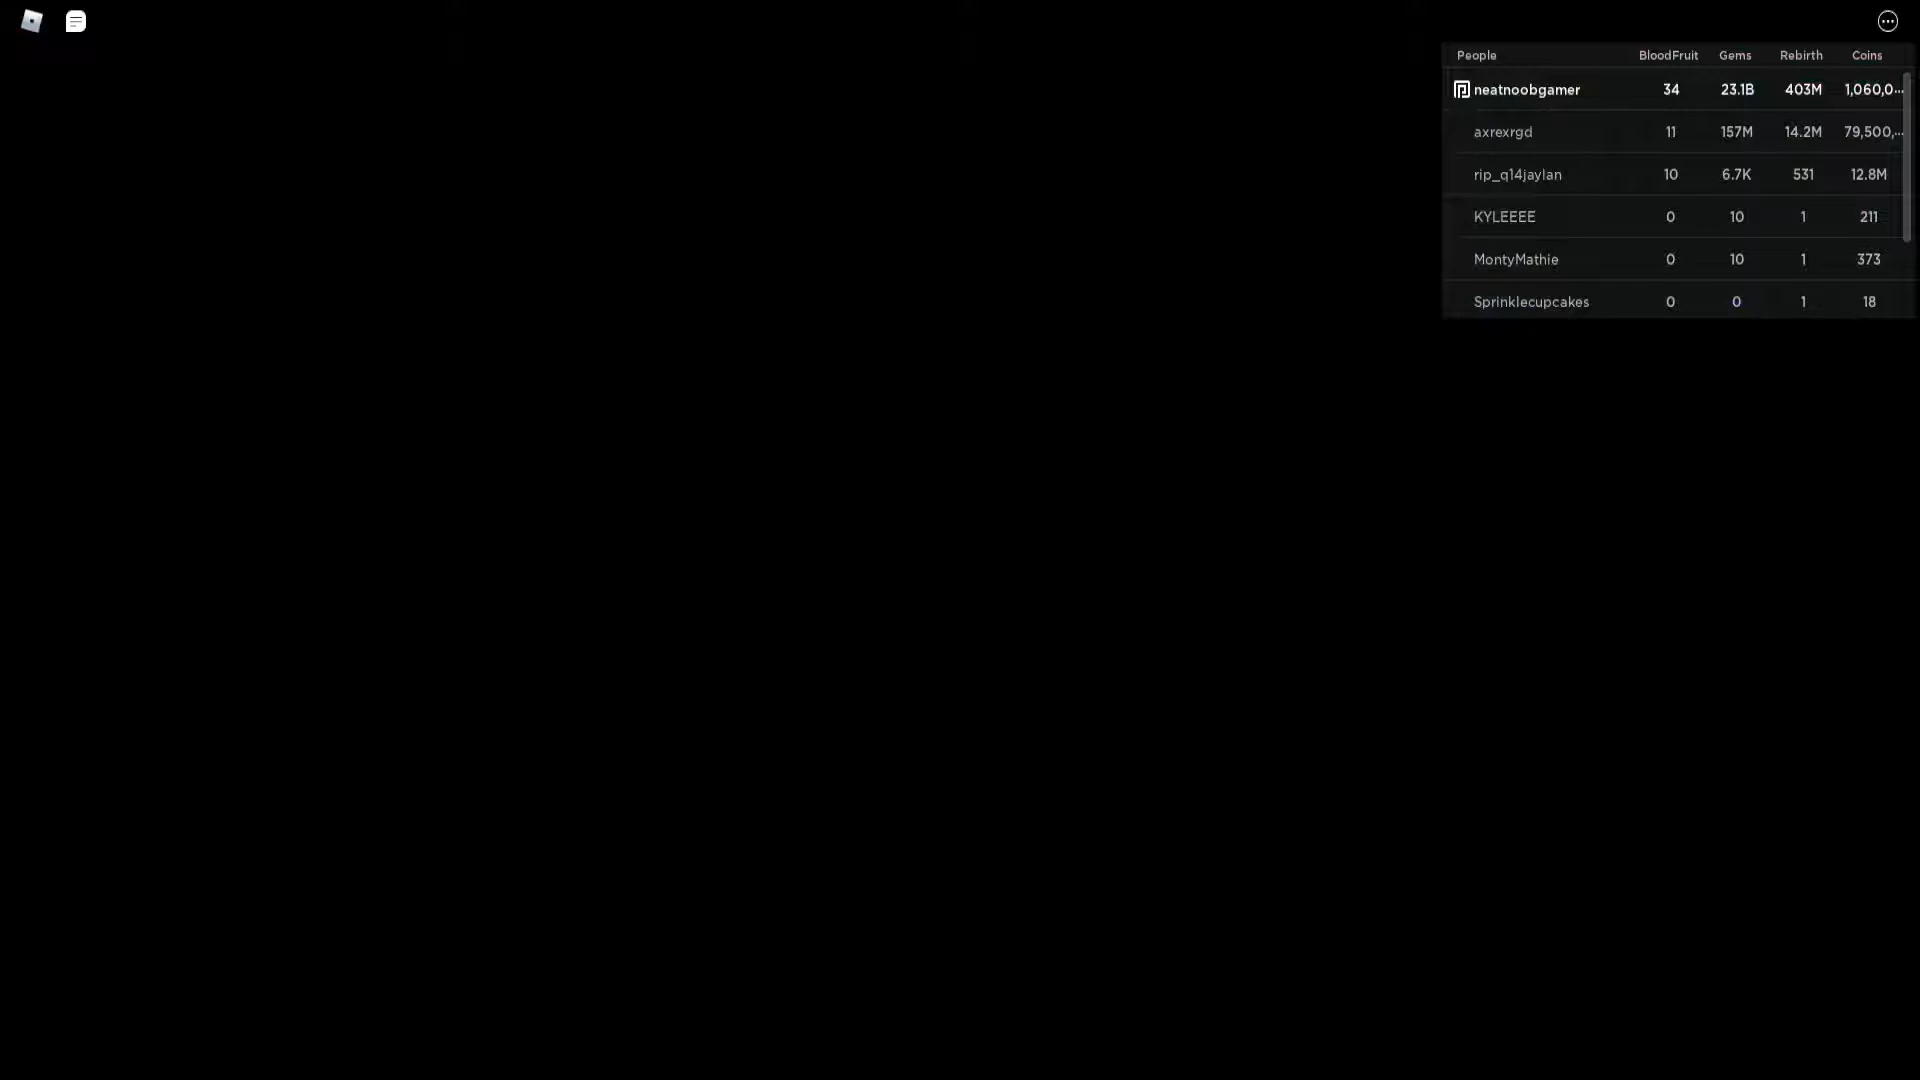 People BloodFruit Gems Rebirth Coins
neatnoobgamer 34 23.1B 403M 1,060,0...
axrexrgd 11 157M 14.2M 79,500,...
rip_q14jaylan 10 6.7K 531 12.8M
KYLEEEE 0 10 1 211
MontyMathie 0 10 1 373
Sprinklecupcakes 0 0 1 18